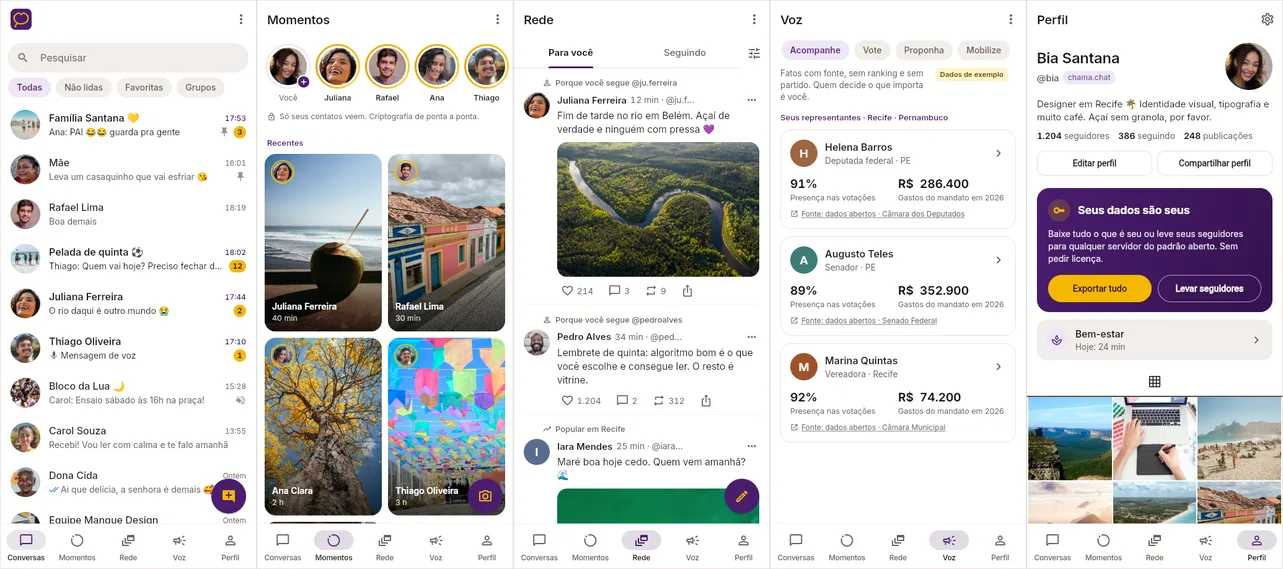 Pesquisar
Todas
Não lidas
Favoritas
Grupos
Família Santana 💛
17:53
Ana: PAI 😂😂 guarda pra gente
3
Mãe
16:01
Leva um casaquinho que vai esfriar 😘
Rafael Lima
18:19
Boa demais
Pelada de quinta ⚽
18:02
Thiago: Quem vai hoje? Preciso fechar d...
12
Juliana Ferreira
17:44
O rio daqui é outro mundo 😭
2
Thiago Oliveira
17:10
Mensagem de voz
1
Bloco da Lua 🌙
15:28
Carol: Ensaio sábado às 16h na praça!
Carol Souza
13:55
Recebi! Vou ler com calma e te falo amanhã
Dona Cida
Ontem
Ai que delícia, a senhora é demais 🥰
Equipe Mangue Design
Ontem
Conversas
Momentos
Rede
Voz
Perfil
Momentos
Você
Juliana
Rafael
Ana
Thiago
Só seus contatos veem. Criptografia de ponta a ponta.
Recentes
Juliana Ferreira
40 min
Rafael Lima
30 min
Ana Clara
2 h
Thiago Oliveira
3 h
Conversas
Momentos
Rede
Voz
Perfil
Rede
Para você
Seguindo
Porque você segue @ju.ferreira
Juliana Ferreira 12 min · @ju.f...
Fim de tarde no rio em Belém. Açaí de
verdade e ninguém com pressa 💜
214
3
9
Porque você segue @pedroalves
Pedro Alves 34 min · @ped...
Lembrete de quinta: algoritmo bom é o que
você escolhe e consegue ler. O resto é
vitrine.
1.204
2
312
Popular em Recife
I
Iara Mendes 25 min · @iara...
Maré boa hoje cedo. Quem vem amanhã?
🌊
Conversas
Momentos
Rede
Voz
Perfil
Voz
Acompanhe
Vote
Proponha
Mobilize
Fatos com fonte, sem ranking e sem
partido. Quem decide o que importa
é você.
Dados de exemplo
Seus representantes · Recife · Pernambuco
H
Helena Barros
Deputada federal · PE
91%
Presença nas votações
R$ 286.400
Gastos do mandato em 2026
Fonte: dados abertos · Câmara dos Deputados
A
Augusto Teles
Senador · PE
89%
Presença nas votações
R$ 352.900
Gastos do mandato em 2026
Fonte: dados abertos · Senado Federal
M
Marina Quintas
Vereadora · Recife
92%
Presença nas votações
R$ 74.200
Gastos do mandato em 2026
Fonte: dados abertos · Câmara Municipal
Conversas
Momentos
Rede
Voz
Perfil
Perfil
Bia Santana
@bia
chama.chat
Designer em Recife 🌴 Identidade visual, tipografia e
muito café. Açaí sem granola, por favor.
1.204 seguidores 386 seguindo 248 publicações
Editar perfil
Compartilhar perfil
Seus dados são seus
Baixe tudo o que é seu ou leve seus seguidores
para qualquer servidor do padrão aberto. Sem
pedir licença.
Exportar tudo
Levar seguidores
Bem-estar
Hoje: 24 min
Conversas
Momentos
Rede
Voz
Perfil